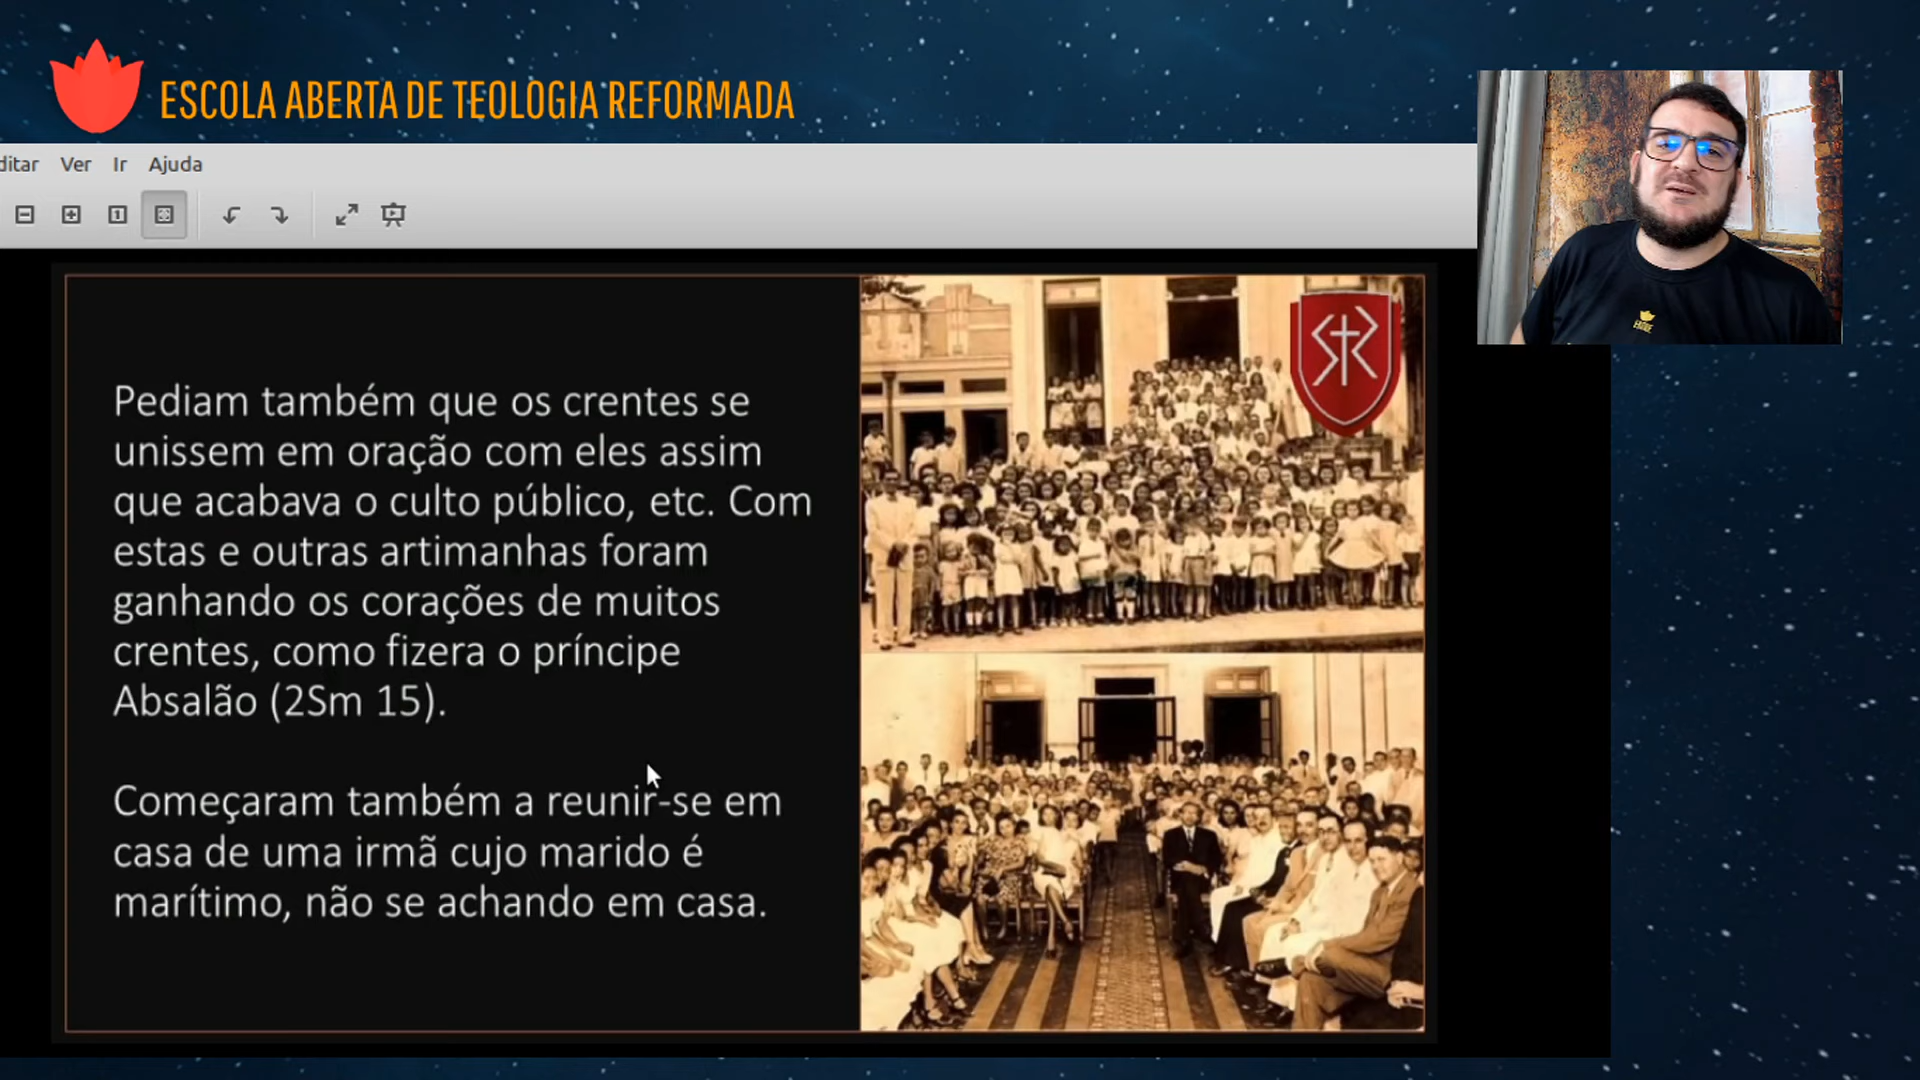 ESCOLA ABERTA DE TEOLOGIA REFORMADA
ditar Ver Ir Ajuda
Pediam também que os crentes se
unissem em oração com eles assim
que acabava o culto público, etc. Com
estas e outras artimanhas foram
ganhando os corações de muitos
crentes, como fizera o príncipe
Absalão (2Sm 15).
Começaram também a reunir-se em
casa de uma irmã cujo marido é
marítimo, não se achando em casa.